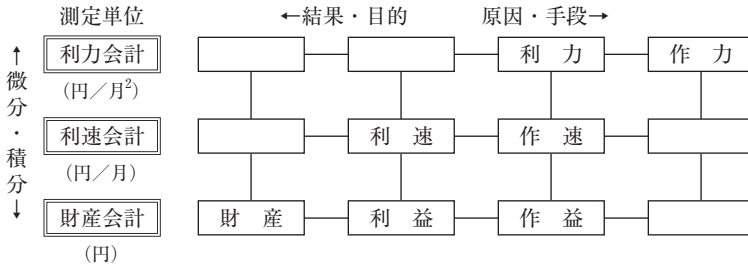 測定単位 ←結果・目的 原因・手段→
↑微分・積分↓
利力会計 利力 作力
(円／月²)
利速会計 利速 作速
(円／月)
財産会計 財産 利益 作益
(円)